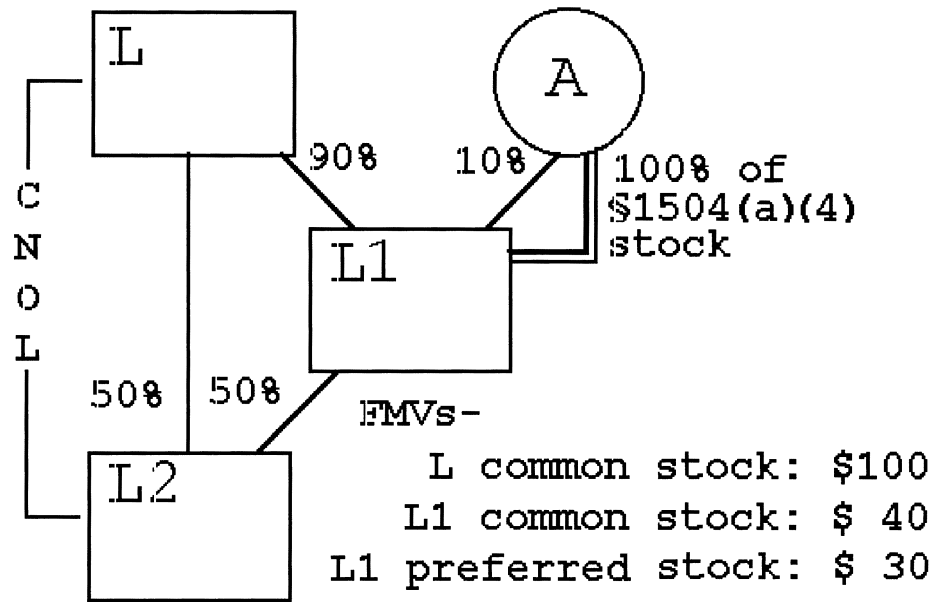 L
A
90%
10%
100% of
§1504(a)(4)
stock
C
N
O
L
L1
50%
50%
FMVs-
L2
L common stock: $100
L1 common stock: $ 40
L1 preferred stock: $ 30